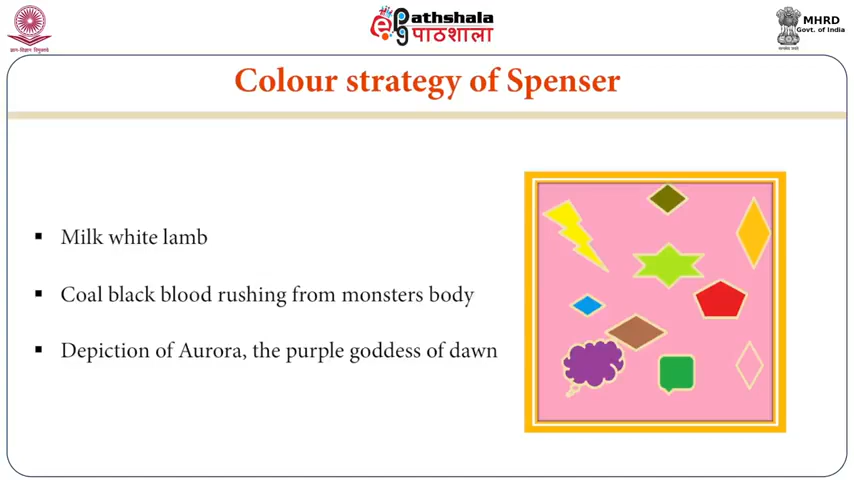 ePathshala
पाठशाला
MHRD
Govt. of India
Colour strategy of Spenser
Milk white lamb
Coal black blood rushing from monsters body
Depiction of Aurora, the purple goddess of dawn